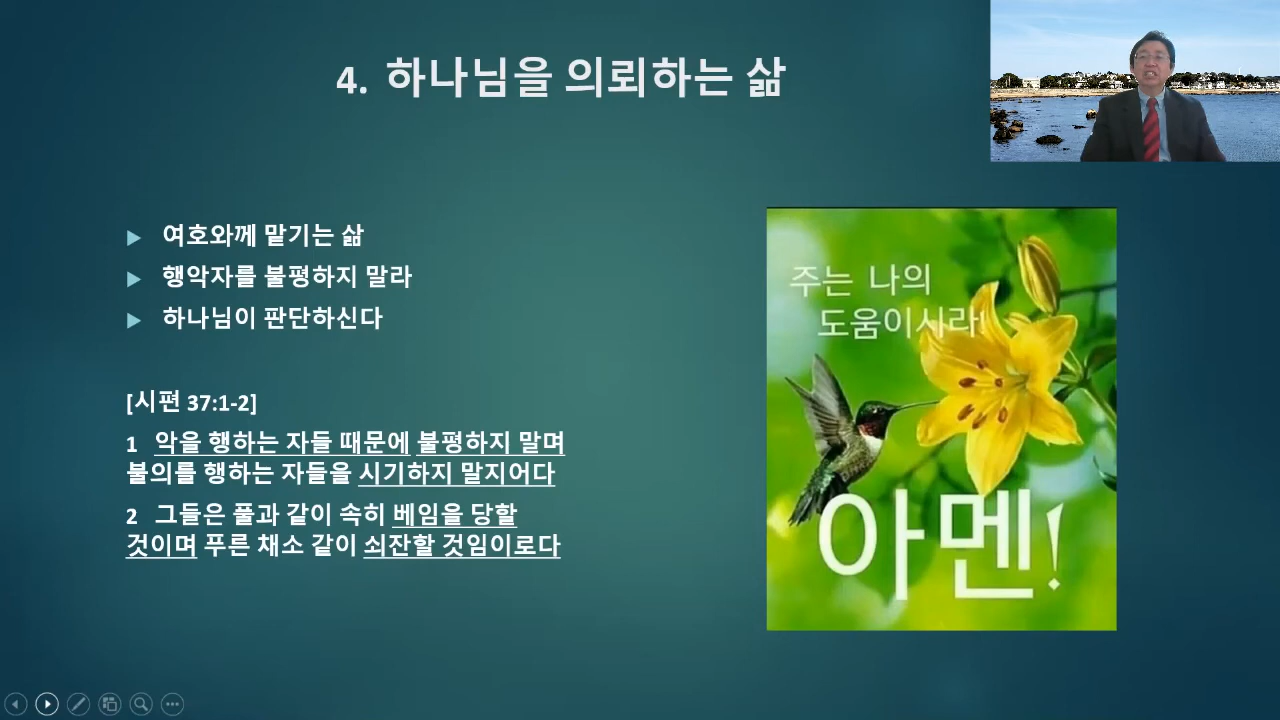 4. 하나님을 의뢰하는 삶
여호와께 맡기는 삶
행악자를 불평하지 말라
하나님이 판단하신다
[시편 37:1-2]
1 악을 행하는 자들 때문에 불평하지 말며
불의를 행하는 자들을 시기하지 말지어다
2 그들은 풀과 같이 속히 베임을 당할
것이며 푸른 채소 같이 쇠잔할 것임이로다
주는 나의
도움이시라!
아멘!